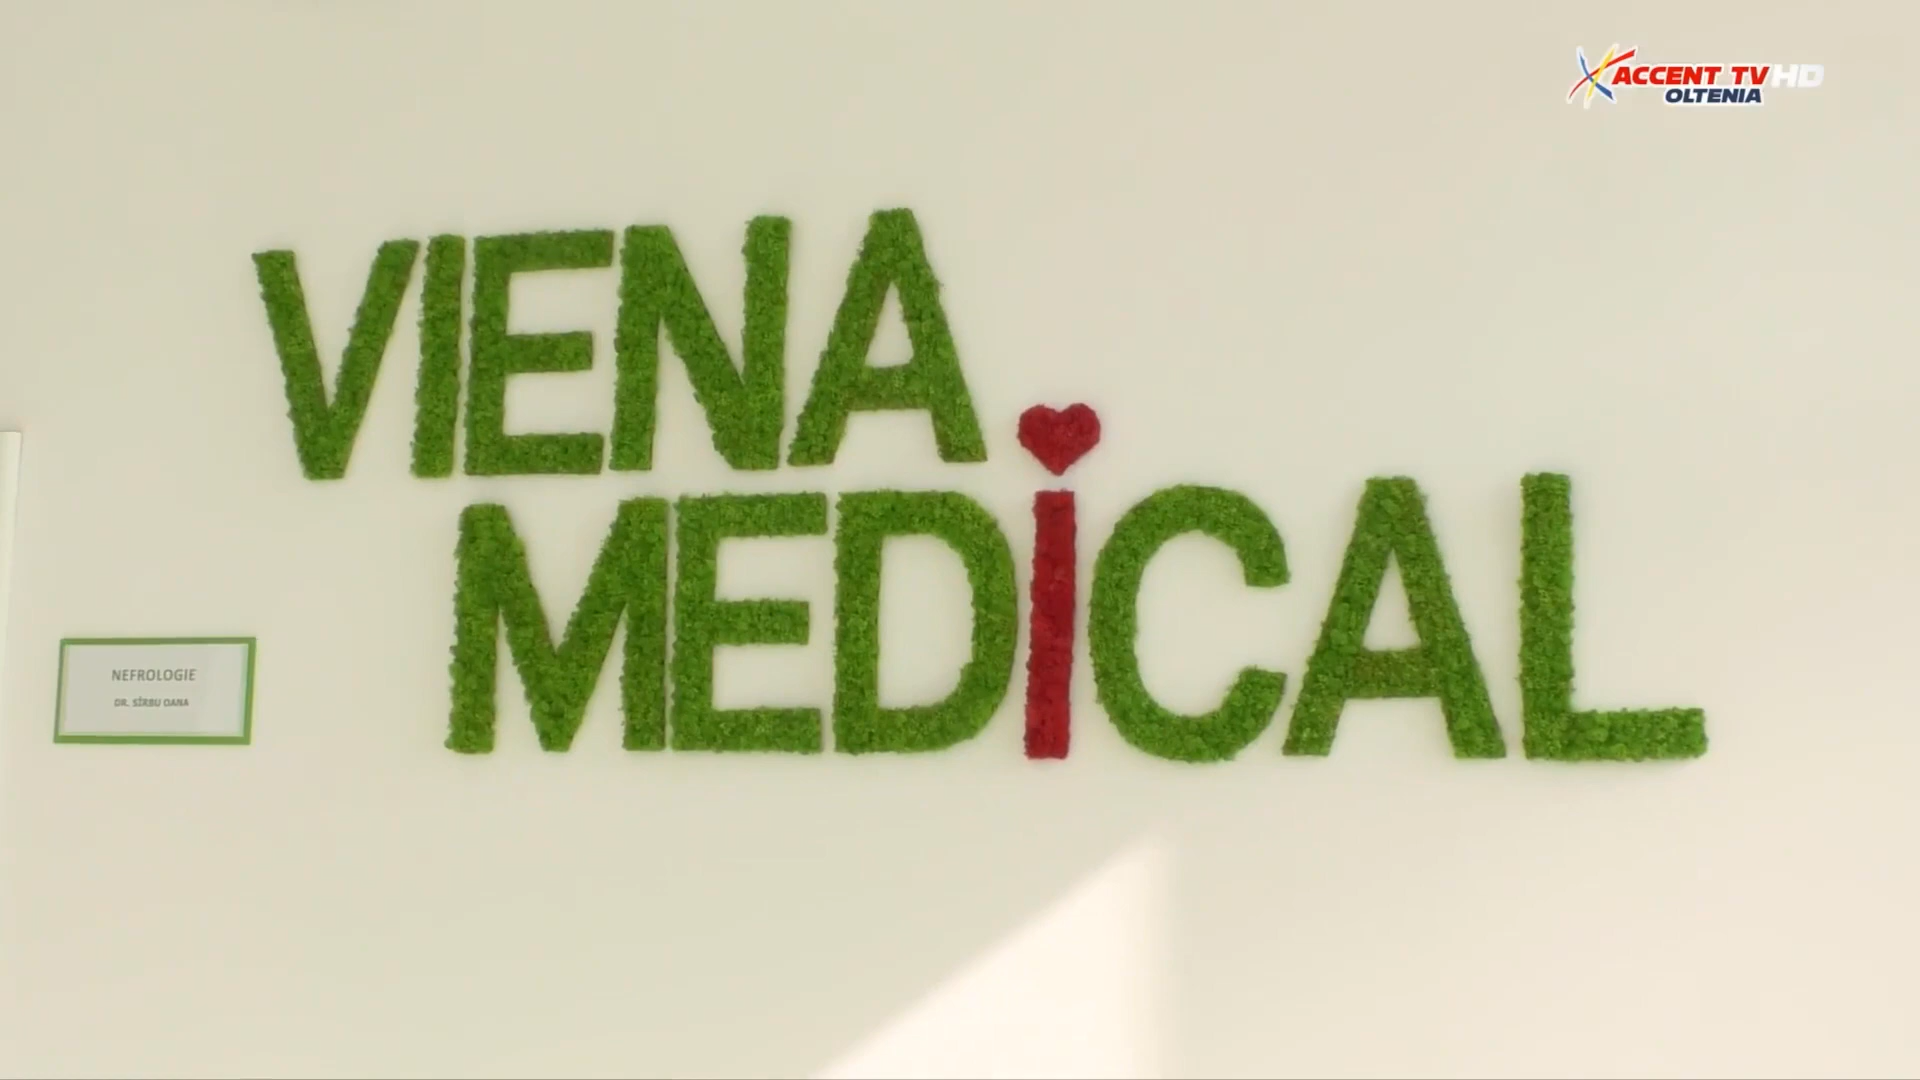 ACCENT TV HD
OLTENIA
VIENA
MEDiCAL
NEFROLOGIE
DR. SÎRBU OANA